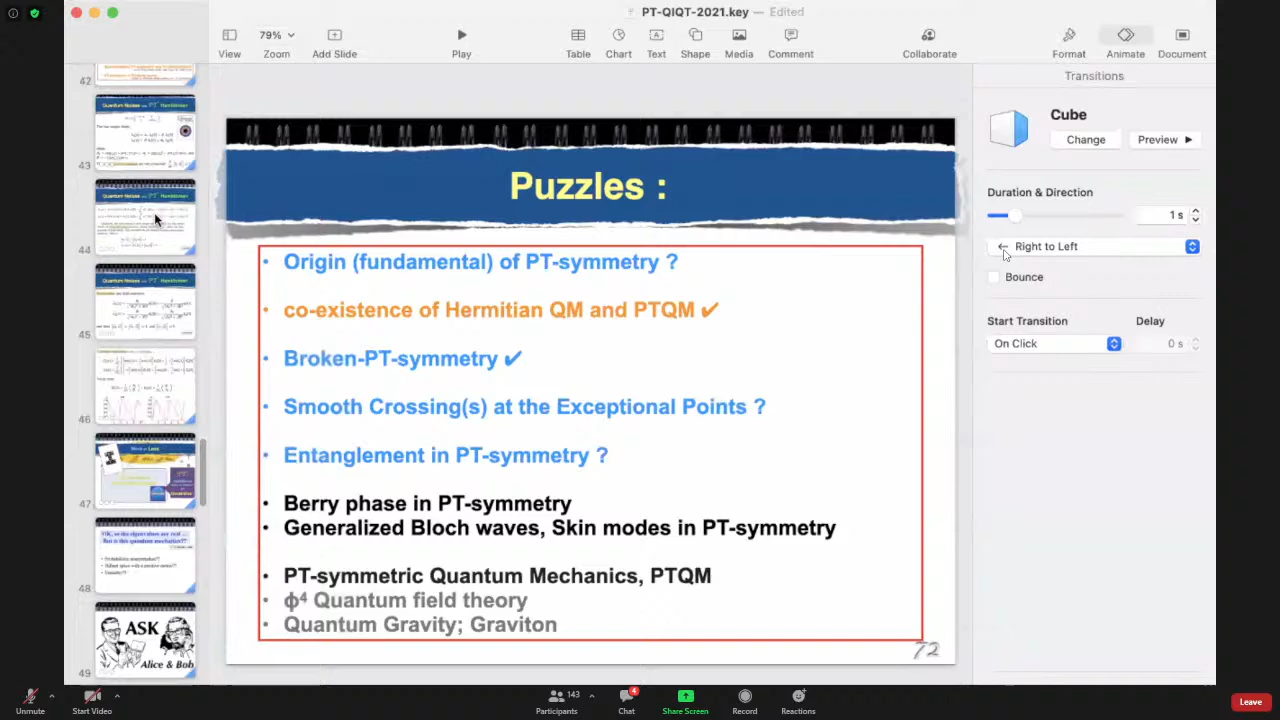 PT-QIQT-2021.key — Edited
View
79%
Zoom
Add Slide
Play
Table
Chart
Text
Shape
Media
Comment
Collaborate
Format
Animate
Document
42
43
44
45
46
47
48
49
ASK
Alice & Bob
Puzzles :
• Origin (fundamental) of PT-symmetry ?
• co-existence of Hermitian QM and PTQM ✔
• Broken-PT-symmetry ✔
• Smooth Crossing(s) at the Exceptional Points ?
• Entanglement in PT-symmetry ?
• Berry phase in PT-symmetry
• Generalized Bloch waves, Skin modes in PT-symmetry
• PT-symmetric Quantum Mechanics, PTQM
• ϕ⁴ Quantum field theory
• Quantum Gravity; Graviton
72
Transitions
Cube
Change
Preview
Duration & Direction
1 s
Right to Left
Bounce
Start Transition
Delay
On Click
0 s
Unmute
Start Video
143
Participants
4
Chat
Share Screen
Record
Reactions
Leave